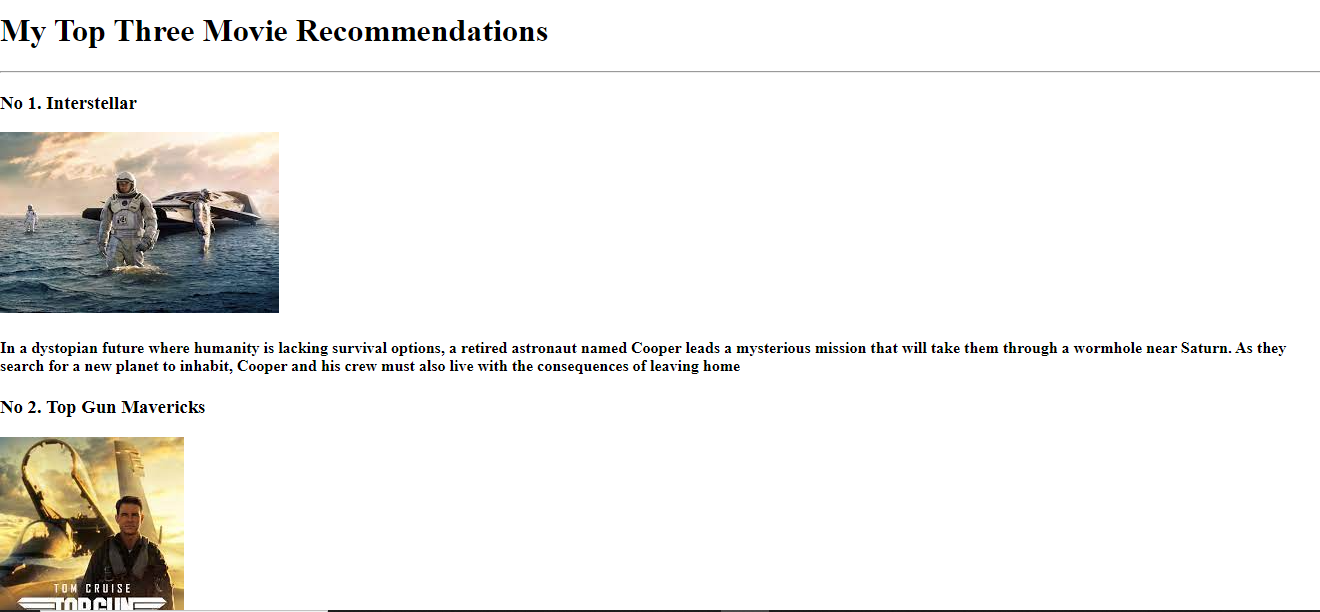 My Top Three Movie Recommendations
No 1. Interstellar
In a dystopian future where humanity is lacking survival options, a retired astronaut named Cooper leads a mysterious mission that will take them through a wormhole near Saturn. As they
search for a new planet to inhabit, Cooper and his crew must also live with the consequences of leaving home
No 2. Top Gun Mavericks
TOM CRUISE
TOPGUN